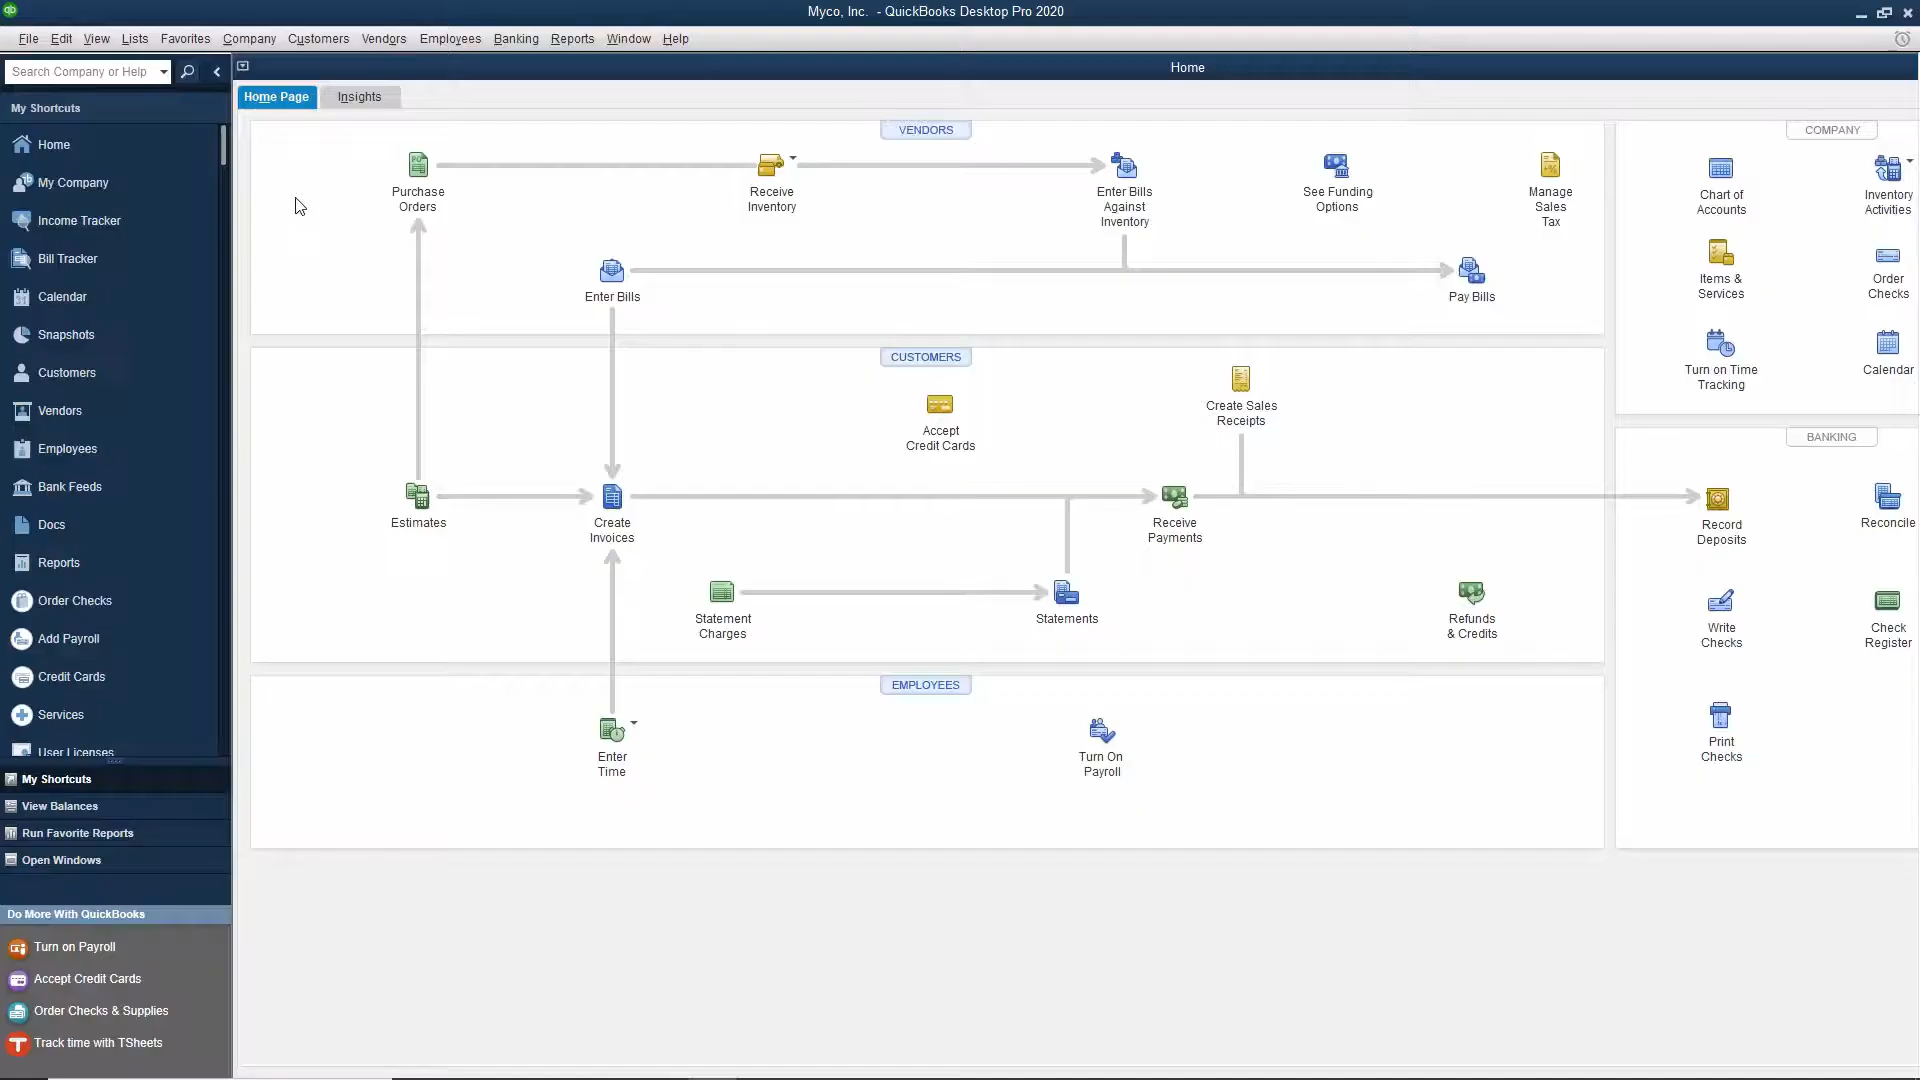 Myco, Inc. - QuickBooks Desktop Pro 2020
File Edit View Lists Favorites Company Customers Vendors Employees Banking Reports Window Help
Search Company or Help
Home
Home Page Insights
My Shortcuts
Home
My Company
Income Tracker
Bill Tracker
Calendar
Snapshots
Customers
Vendors
Employees
Bank Feeds
Docs
Reports
Order Checks
Add Payroll
Credit Cards
Services
User Licenses
My Shortcuts
View Balances
Run Favorite Reports
Open Windows
Do More With QuickBooks
Turn on Payroll
Accept Credit Cards
Order Checks & Supplies
Track time with TSheets
VENDORS
Purchase
Orders
Receive
Inventory
Enter Bills
Against
Inventory
See Funding
Options
Manage
Sales
Tax
Enter Bills
Pay Bills
CUSTOMERS
Accept
Credit Cards
Create Sales
Receipts
Estimates
Create
Invoices
Receive
Payments
Statement
Charges
Statements
Refunds
& Credits
EMPLOYEES
Enter
Time
Turn On
Payroll
COMPANY
Chart of
Accounts
Inventory
Activities
Items &
Services
Order
Checks
Turn on Time
Tracking
Calendar
BANKING
Record
Deposits
Reconcile
Write
Checks
Check
Register
Print
Checks